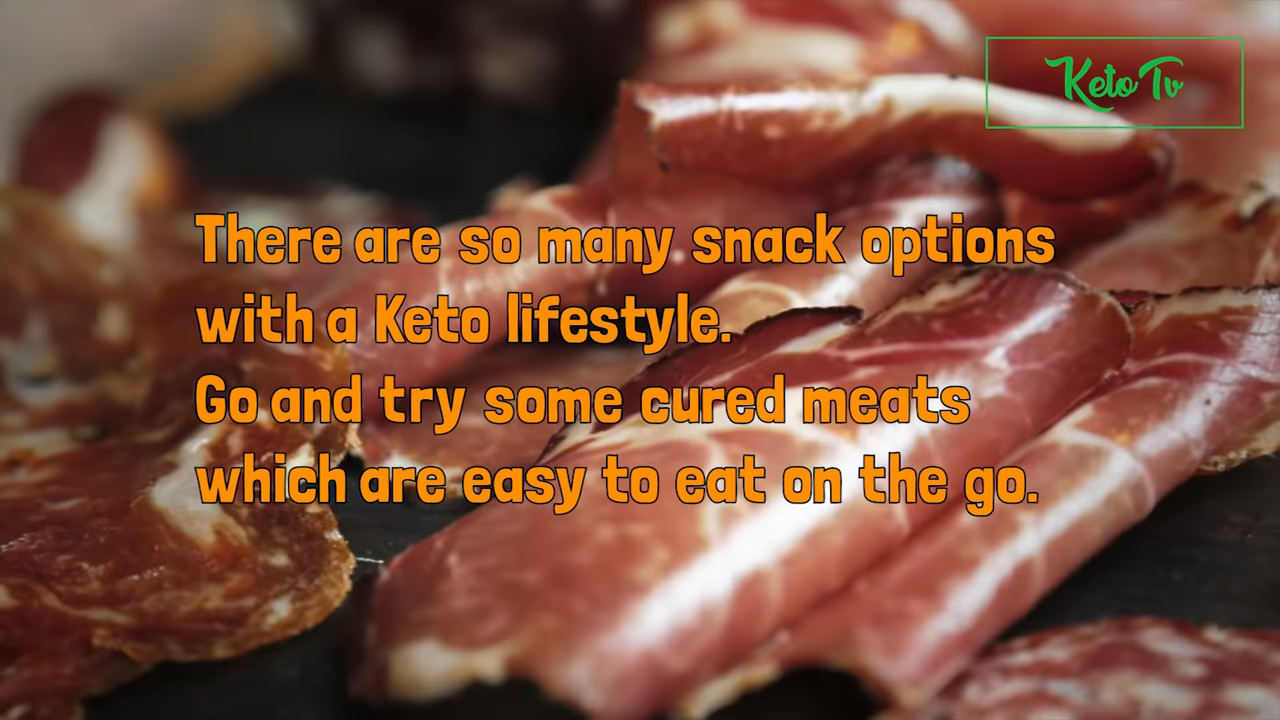 Keto Tv
There are so many snack options
with a Keto lifestyle.
Go and try some cured meats
which are easy to eat on the go.